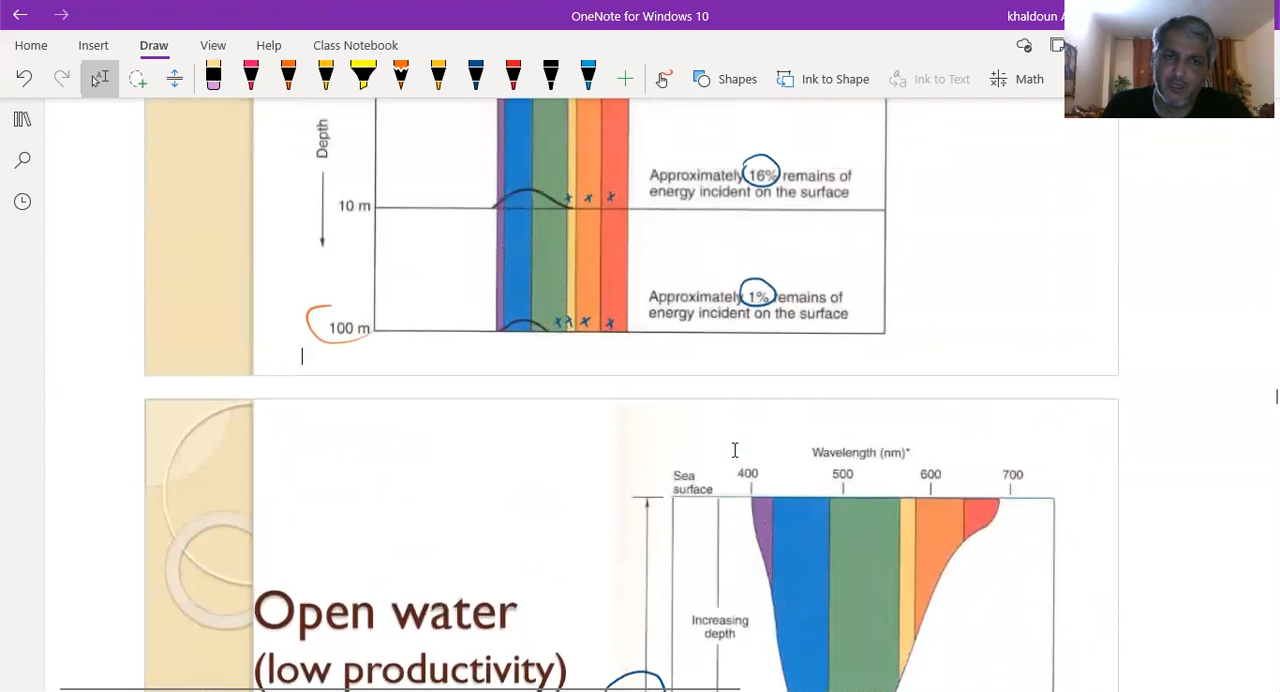 OneNote for Windows 10
khaldoun
Home Insert Draw View Help Class Notebook
Shapes Ink to Shape Ink to Text Math
Depth
Approximately 16% remains of
energy incident on the surface
10 m
Approximately 1% remains of
energy incident on the surface
100 m
Wavelength (nm)*
Sea
surface
400 500 600 700
Increasing
depth
Open water
(low productivity)